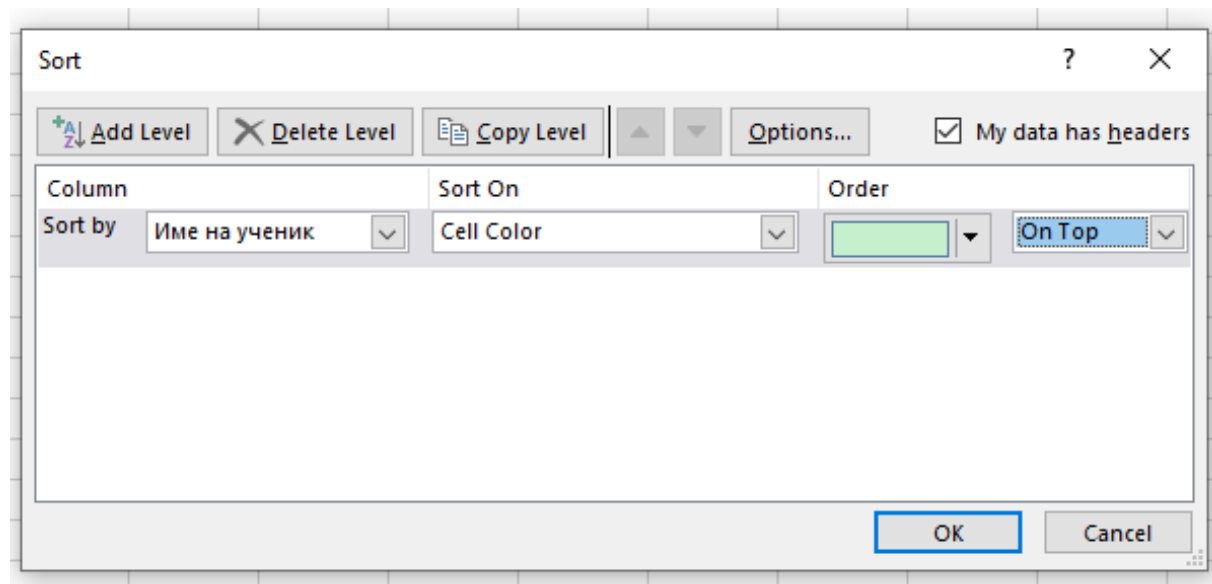 Sort ?
Add Level Delete Level Copy Level Options... My data has headers
Column Sort On Order
Sort by Име на ученик Cell Color On Top
OK Cancel